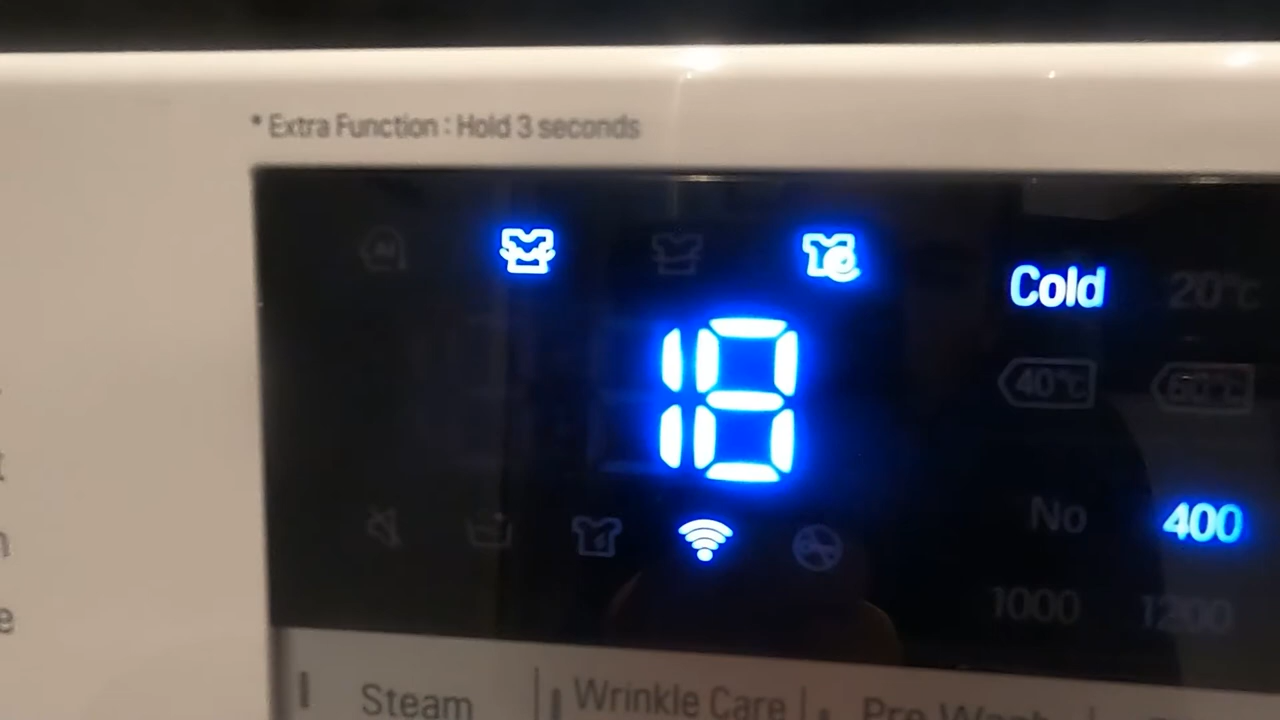 * Extra Function : Hold 3 seconds
AI
Cold 20°C
18
40°C 60°C
No 400
1000 1200
Steam Wrinkle Care Pre Wash
t
n
e